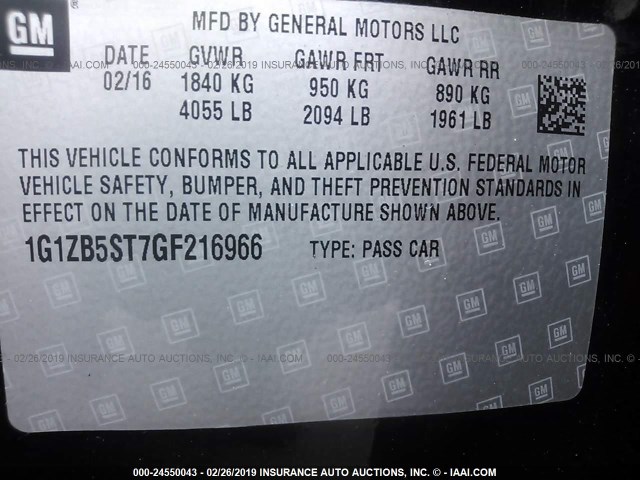 GM
MFD BY GENERAL MOTORS LLC
DATE GVWR GAWR FRT GAWR RR
02/16 1840 KG 950 KG 890 KG
4055 LB 2094 LB 1961 LB
THIS VEHICLE CONFORMS TO ALL APPLICABLE U.S. FEDERAL MOTOR
VEHICLE SAFETY, BUMPER, AND THEFT PREVENTION STANDARDS IN
EFFECT ON THE DATE OF MANUFACTURE SHOWN ABOVE.
1G1ZB5ST7GF216966 TYPE: PASS CAR
000-24550043 - 02/26/2019 INSURANCE AUTO AUCTIONS, INC. - © - IAAI.COM